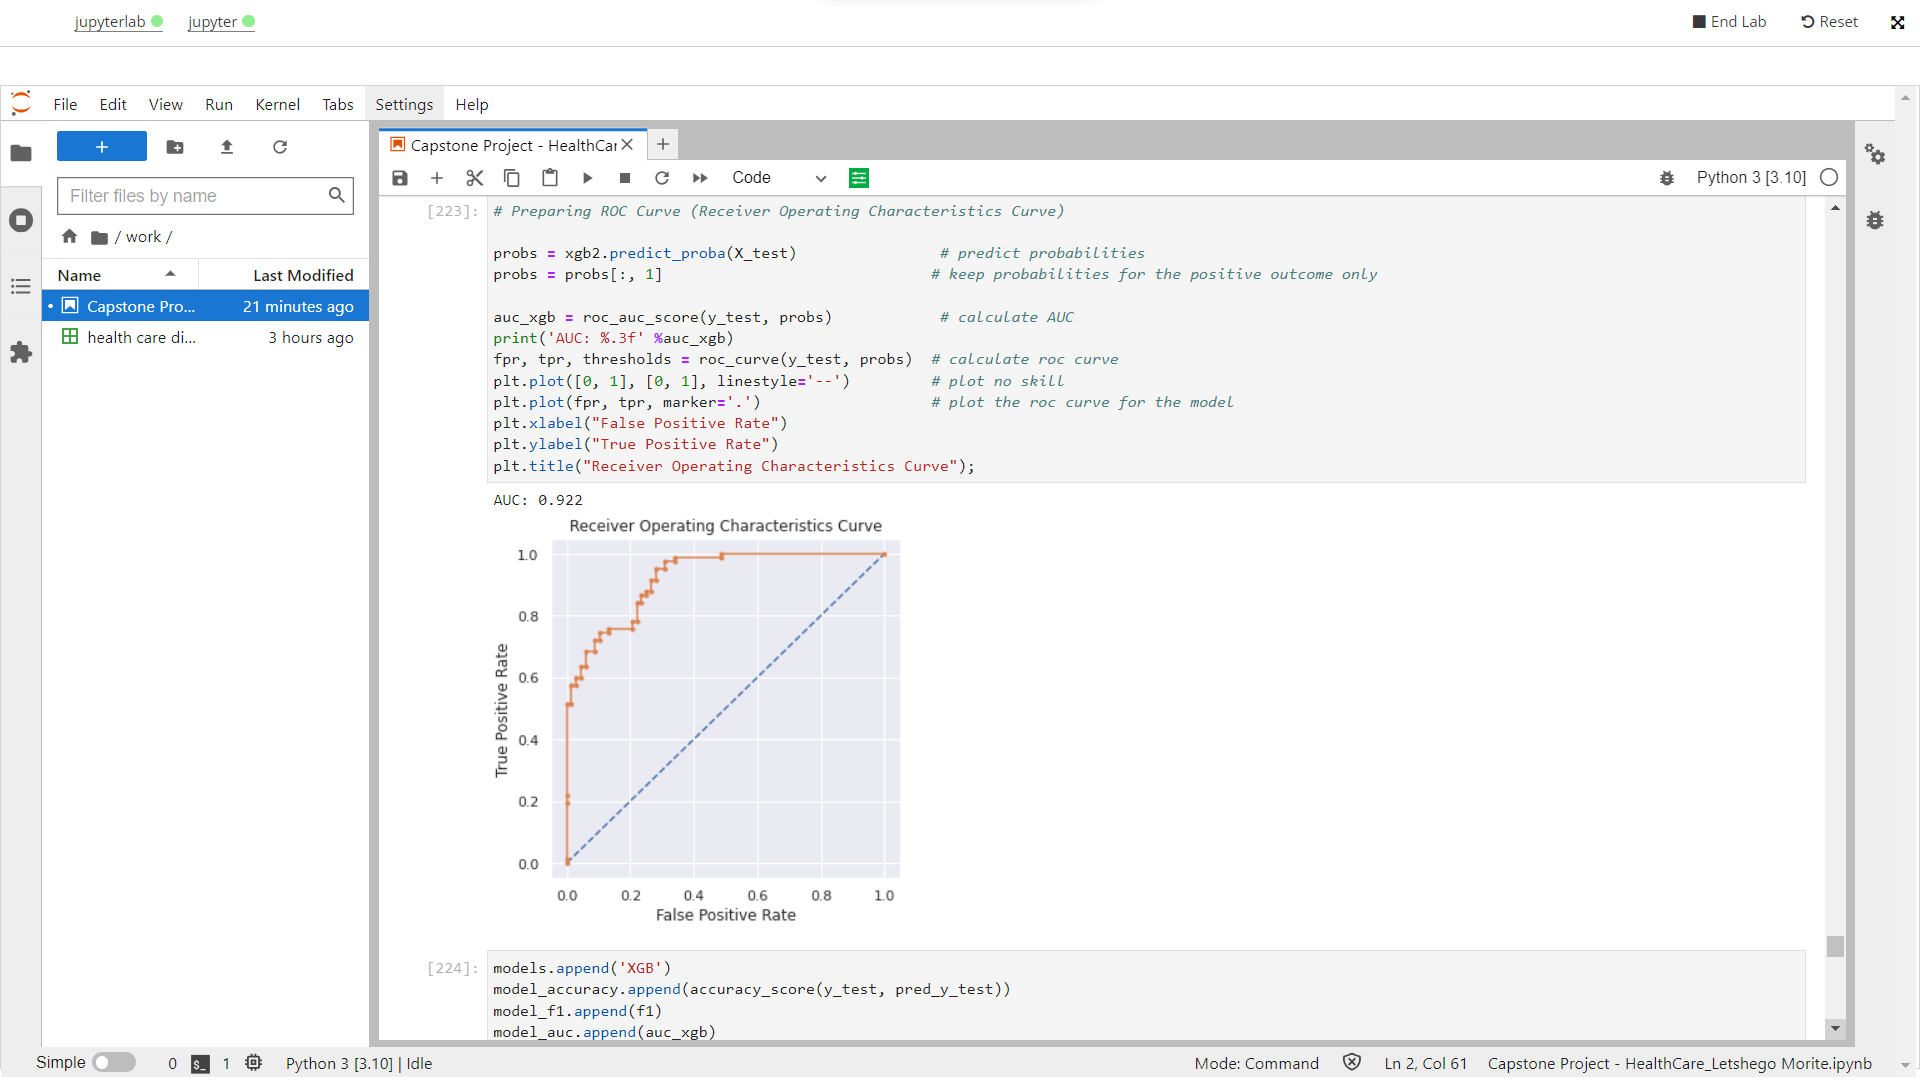 jupyterlab jupyter End Lab Reset
File Edit View Run Kernel Tabs Settings Help
Capstone Project - HealthCar
Code Python 3 [3.10]
Filter files by name
/ work /
Name Last Modified
Capstone Pro... 21 minutes ago
health care di... 3 hours ago
[223]: # Preparing ROC Curve (Receiver Operating Characteristics Curve)
probs = xgb2.predict_proba(X_test) # predict probabilities
probs = probs[:, 1] # keep probabilities for the positive outcome only
auc_xgb = roc_auc_score(y_test, probs) # calculate AUC
print('AUC: %.3f' %auc_xgb)
fpr, tpr, thresholds = roc_curve(y_test, probs) # calculate roc curve
plt.plot([0, 1], [0, 1], linestyle='--') # plot no skill
plt.plot(fpr, tpr, marker='.') # plot the roc curve for the model
plt.xlabel("False Positive Rate")
plt.ylabel("True Positive Rate")
plt.title("Receiver Operating Characteristics Curve");
AUC: 0.922
Receiver Operating Characteristics Curve
True Positive Rate
1.0
0.8
0.6
0.4
0.2
0.0
0.0 0.2 0.4 0.6 0.8 1.0
False Positive Rate
[224]: models.append('XGB')
model_accuracy.append(accuracy_score(y_test, pred_y_test))
model_f1.append(f1)
model_auc.append(auc_xgb)
Simple 0 $_ 1 Python 3 [3.10] | Idle Mode: Command Ln 2, Col 61 Capstone Project - HealthCare_Letshego Morite.ipynb